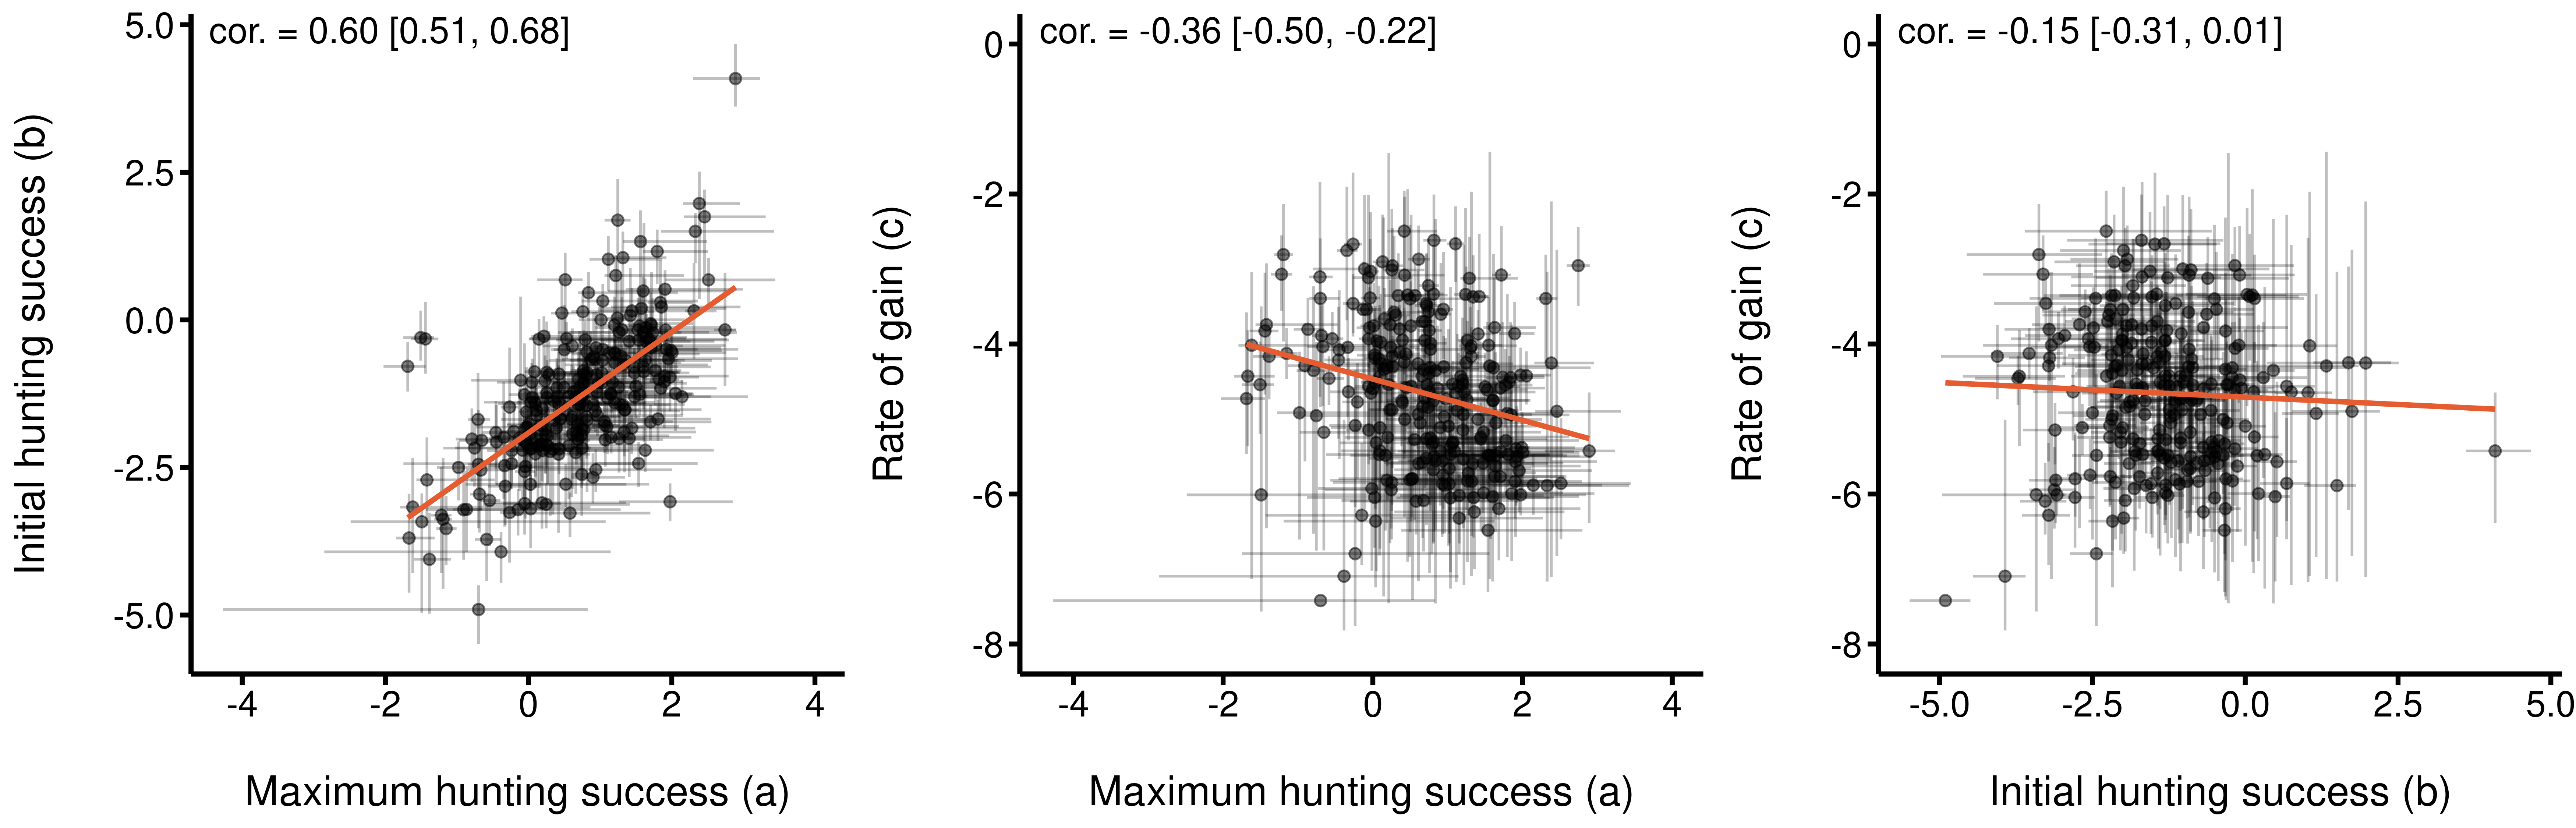 cor. = 0.60 [0.51, 0.68]
Initial hunting success (b)
5.0
2.5
0.0
-2.5
-5.0
-4 -2 0 2 4
Maximum hunting success (a)
cor. = -0.36 [-0.50, -0.22]
Rate of gain (c)
0
-2
-4
-6
-8
-4 -2 0 2 4
Maximum hunting success (a)
cor. = -0.15 [-0.31, 0.01]
Rate of gain (c)
0
-2
-4
-6
-8
-5.0 -2.5 0.0 2.5 5.0
Initial hunting success (b)